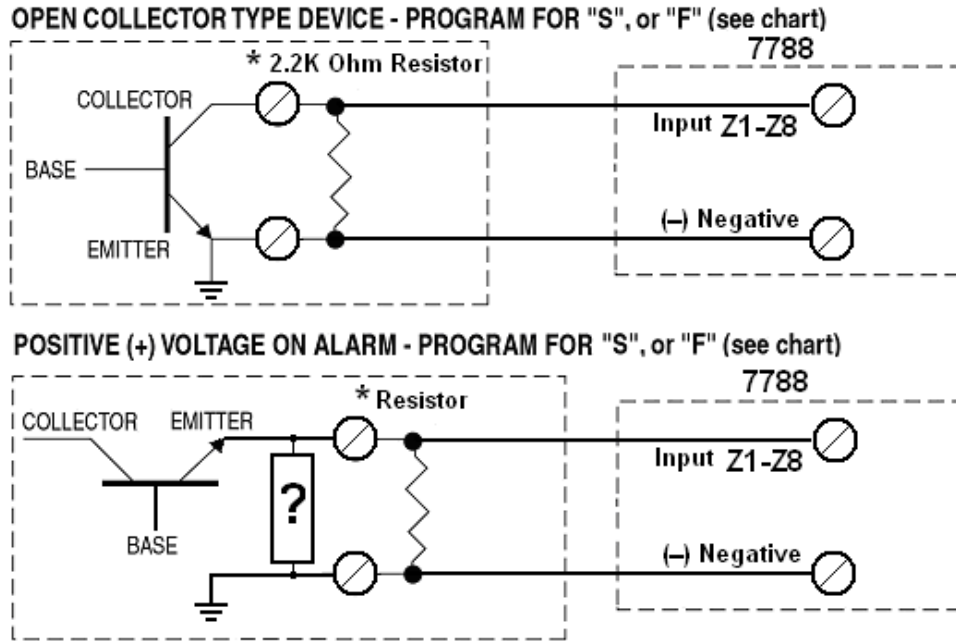 OPEN COLLECTOR TYPE DEVICE - PROGRAM FOR "S", or "F" (see chart)
7788
* 2.2K Ohm Resistor
COLLECTOR
Input Z1-Z8
BASE
(–) Negative
EMITTER
POSITIVE (+) VOLTAGE ON ALARM - PROGRAM FOR "S", or "F" (see chart)
7788
* Resistor
COLLECTOR EMITTER
Input Z1-Z8
?
BASE
(–) Negative